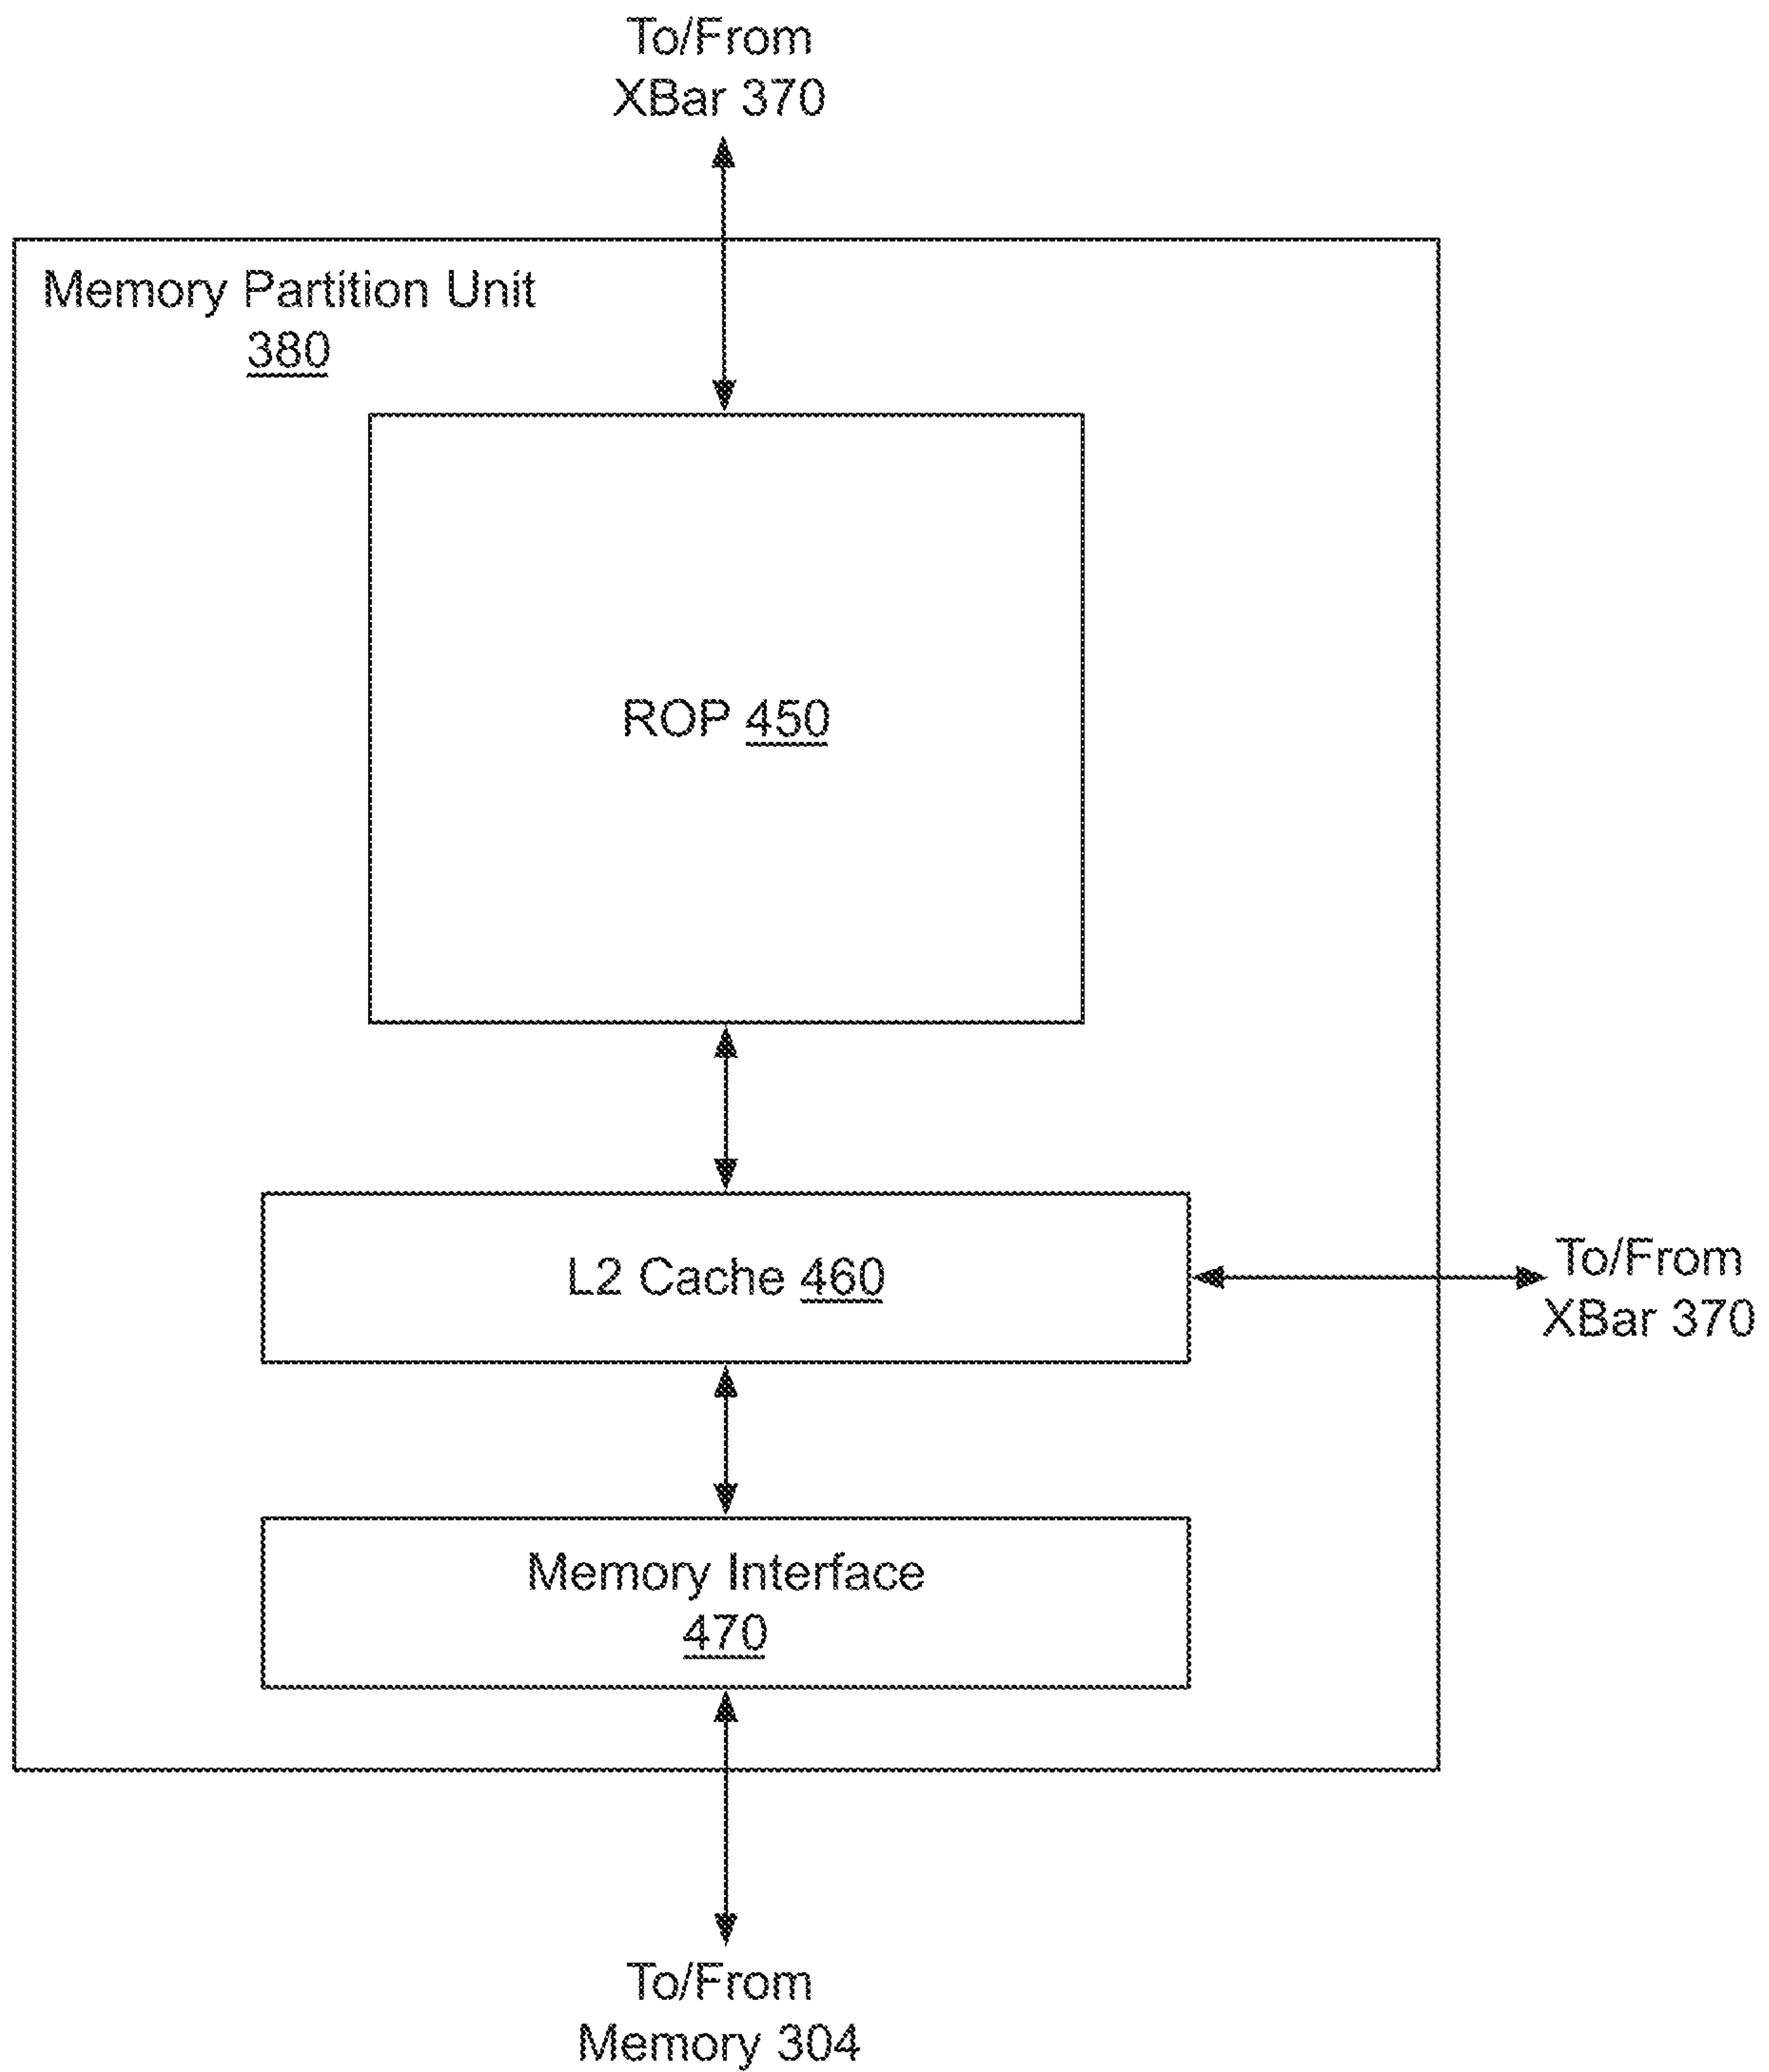 To/From
XBar 370
Memory Partition Unit
380
ROP 450
L2 Cache 460
To/From
XBar 370
Memory Interface
470
To/From
Memory 304